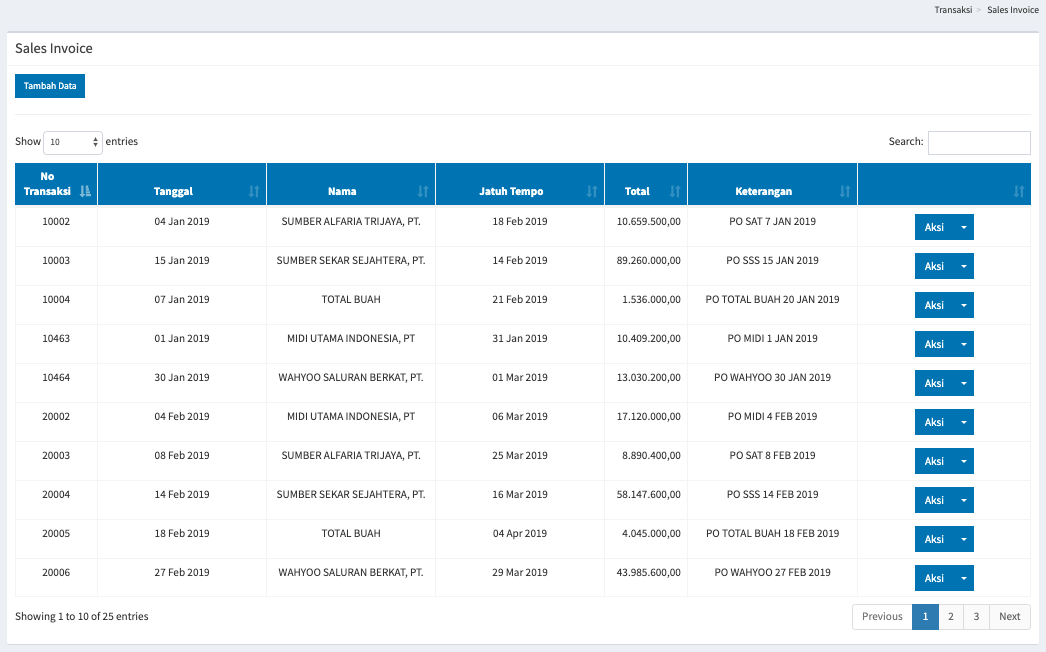 Transaksi > Sales Invoice
Sales Invoice
Tambah Data
Show 10 entries
Search:
No Transaksi Tanggal Nama Jatuh Tempo Total Keterangan
10002 04 Jan 2019 SUMBER ALFARIA TRIJAYA, PT. 18 Feb 2019 10.659.500,00 PO SAT 7 JAN 2019 Aksi
10003 15 Jan 2019 SUMBER SEKAR SEJAHTERA, PT. 14 Feb 2019 89.260.000,00 PO SSS 15 JAN 2019 Aksi
10004 07 Jan 2019 TOTAL BUAH 21 Feb 2019 1.536.000,00 PO TOTAL BUAH 20 JAN 2019 Aksi
10463 01 Jan 2019 MIDI UTAMA INDONESIA, PT 31 Jan 2019 10.409.200,00 PO MIDI 1 JAN 2019 Aksi
10464 30 Jan 2019 WAHYOO SALURAN BERKAT, PT. 01 Mar 2019 13.030.200,00 PO WAHYOO 30 JAN 2019 Aksi
20002 04 Feb 2019 MIDI UTAMA INDONESIA, PT 06 Mar 2019 17.120.000,00 PO MIDI 4 FEB 2019 Aksi
20003 08 Feb 2019 SUMBER ALFARIA TRIJAYA, PT. 25 Mar 2019 8.890.400,00 PO SAT 8 FEB 2019 Aksi
20004 14 Feb 2019 SUMBER SEKAR SEJAHTERA, PT. 16 Mar 2019 58.147.600,00 PO SSS 14 FEB 2019 Aksi
20005 18 Feb 2019 TOTAL BUAH 04 Apr 2019 4.045.000,00 PO TOTAL BUAH 18 FEB 2019 Aksi
20006 27 Feb 2019 WAHYOO SALURAN BERKAT, PT. 29 Mar 2019 43.985.600,00 PO WAHYOO 27 FEB 2019 Aksi
Showing 1 to 10 of 25 entries
Previous 1 2 3 Next